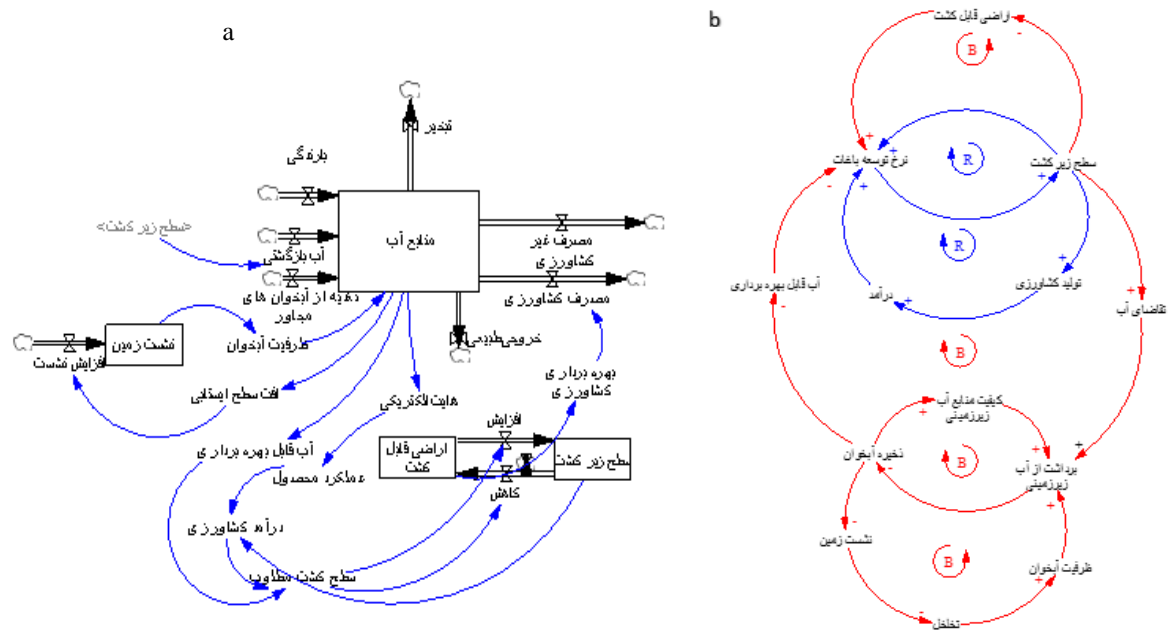 a
تبخیر
بارندگی
<سطح زیر کشت>
منابع آب
آب بازگشتی
مصرف غیر
کشاورزی
تغذیه از آبخوان های
مجاور
مصرف کشاورزی
خروجی طبیعی
نشست زمین
افزایش نشست
ظرفیت آبخوان
افت سطح ایستابی
هدایت الکتریکی
بهره برداری
کشاورزی
آب قابل بهره برداری
عملکرد محصول
افزایش
اراضی قابل
کشت
سطح زیر کشت
کاهش
درآمد کشاورزی
سطح کشت مطلوب
b
اراضی قابل کشت
-
B
+
+
+
R
نرخ توسعه باغات
سطح زیر کشت
-
+
+
+
+
R
آب قابل بهره برداری
-
درآمد
+
+
تولید کشاورزی
+
تقاضای آب
B
کیفیت منابع آب
زیرزمینی
+
ذخیره آبخوان
-
B
+
+
برداشت از آب
زیرزمینی
+
-
نشست زمین
B
ظرفیت آبخوان
+
-
تخلخل